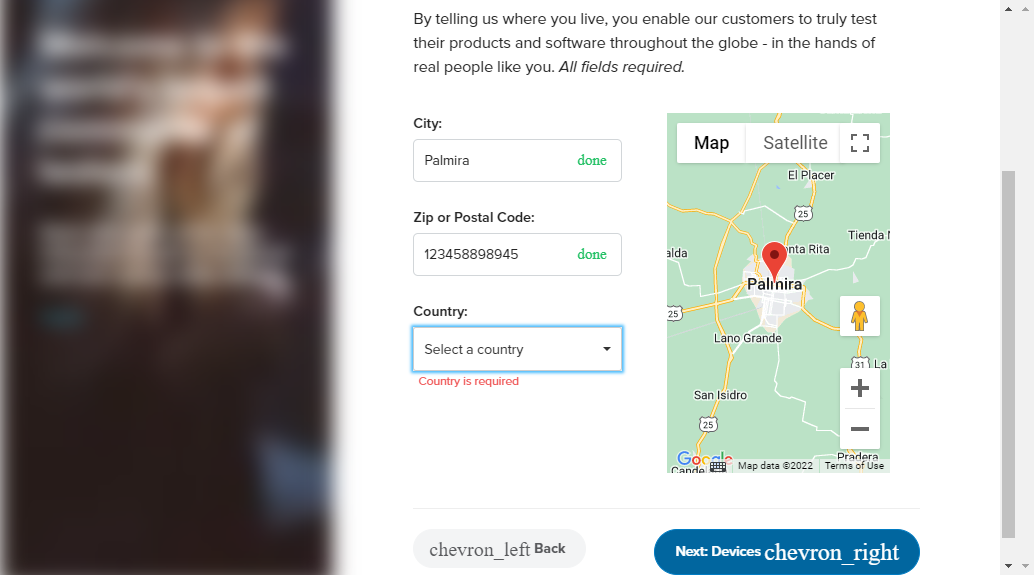 By telling us where you live, you enable our customers to truly test
their products and software throughout the globe - in the hands of
real people like you. All fields required.
City:
Palmira done
Zip or Postal Code:
123458898945 done
Country:
Select a country
Country is required
Map Satellite
El Placer
25
Tienda
alda
nta Rita
Palmira
25
Lano Grande
31 La
San Isidro
25
Pradera
Google
Cande
Map data ©2022 Terms of Use
chevron_left Back
Next: Devices chevron_right